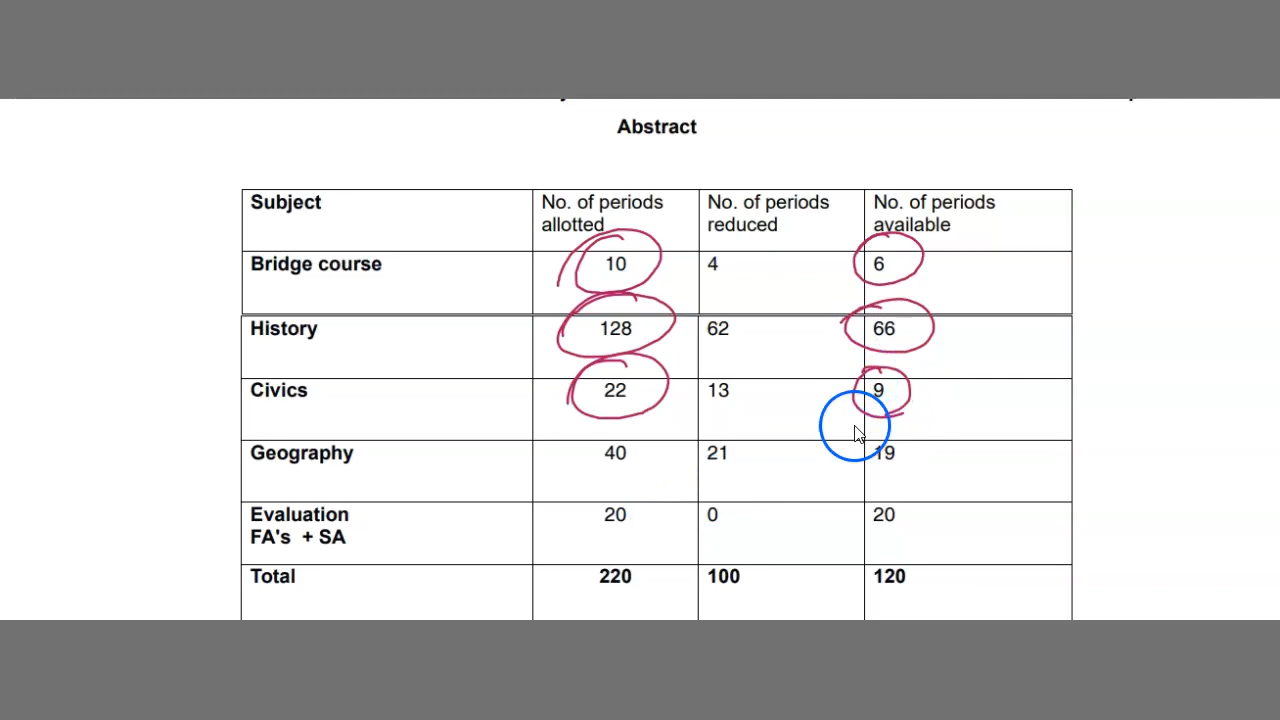 Abstract
Subject No. of periods allotted No. of periods reduced No. of periods available
Bridge course 10 4 6
History 128 62 66
Civics 22 13 9
Geography 40 21 19
Evaluation FA's + SA 20 0 20
Total 220 100 120